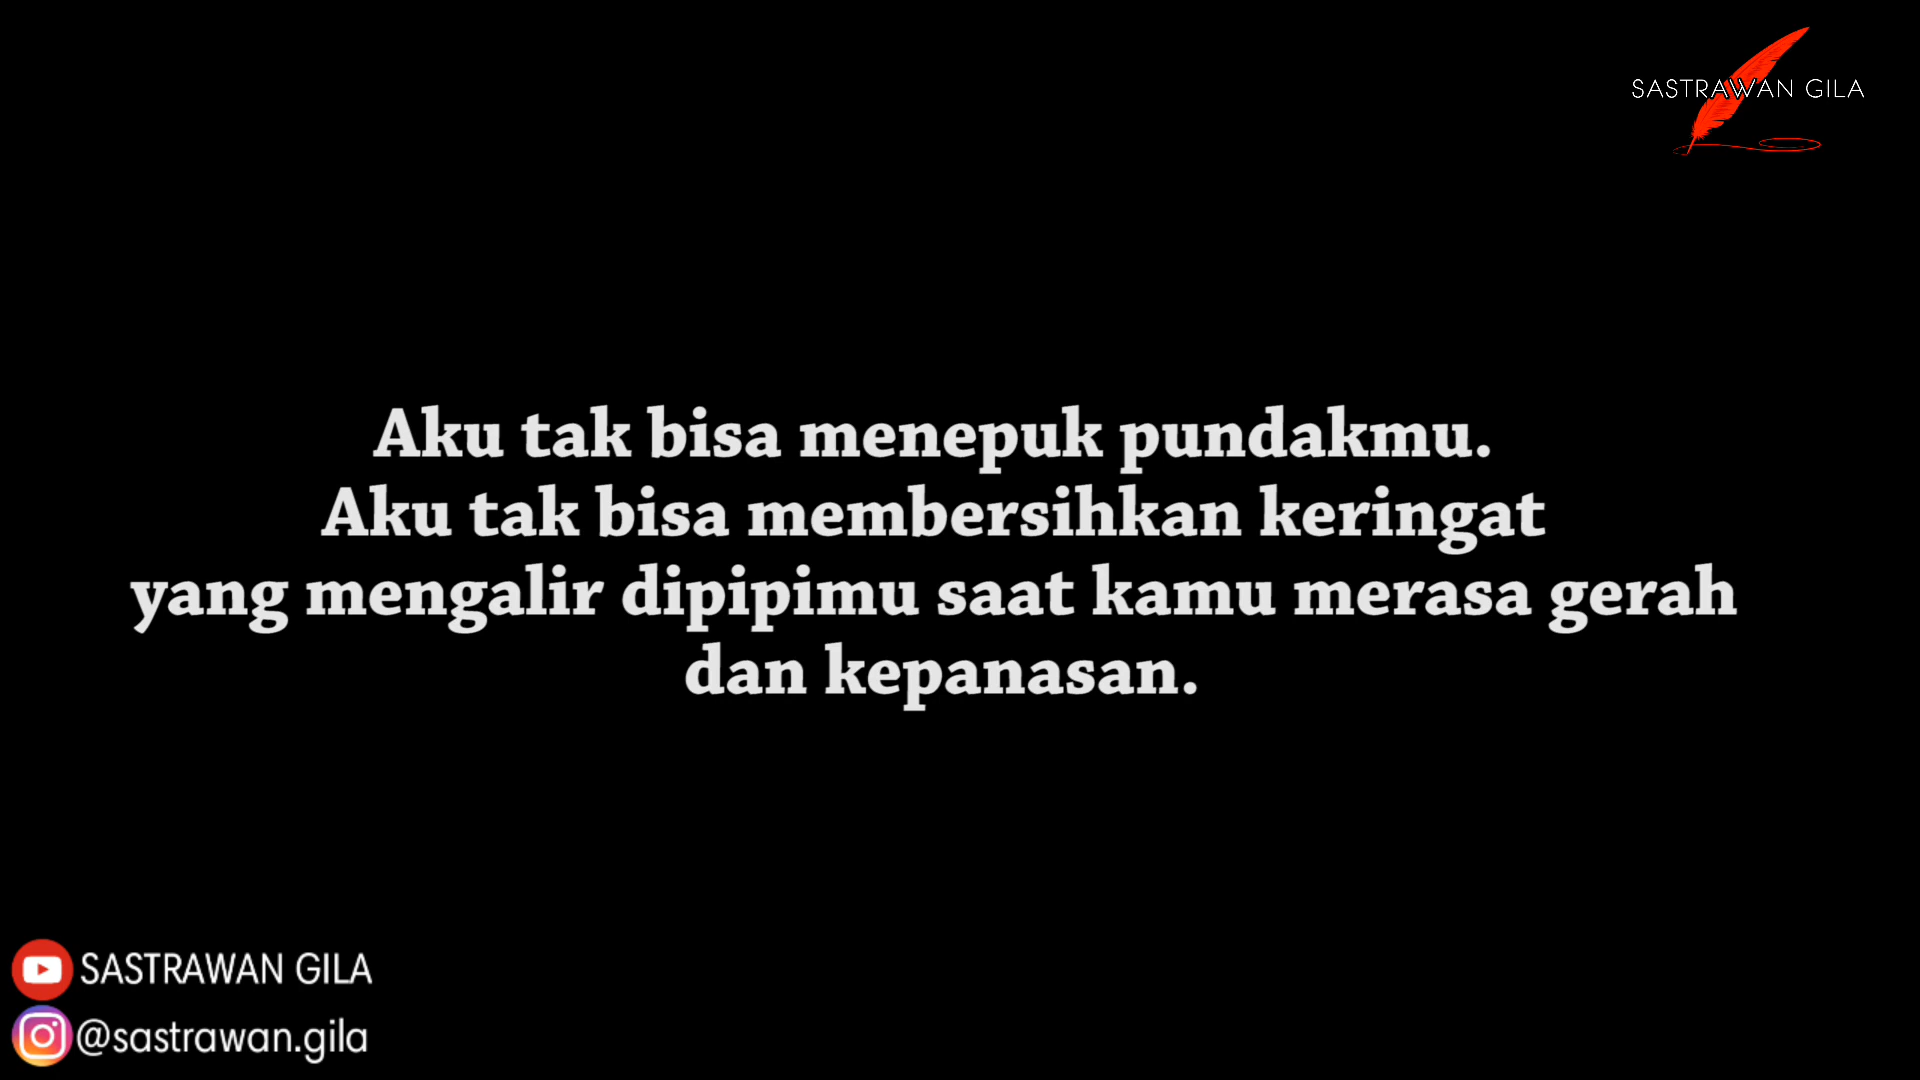 SASTRAWAN GILA
Aku tak bisa menepuk pundakmu.
Aku tak bisa membersihkan keringat
yang mengalir dipipimu saat kamu merasa gerah
dan kepanasan.
SASTRAWAN GILA
@sastrawan.gila